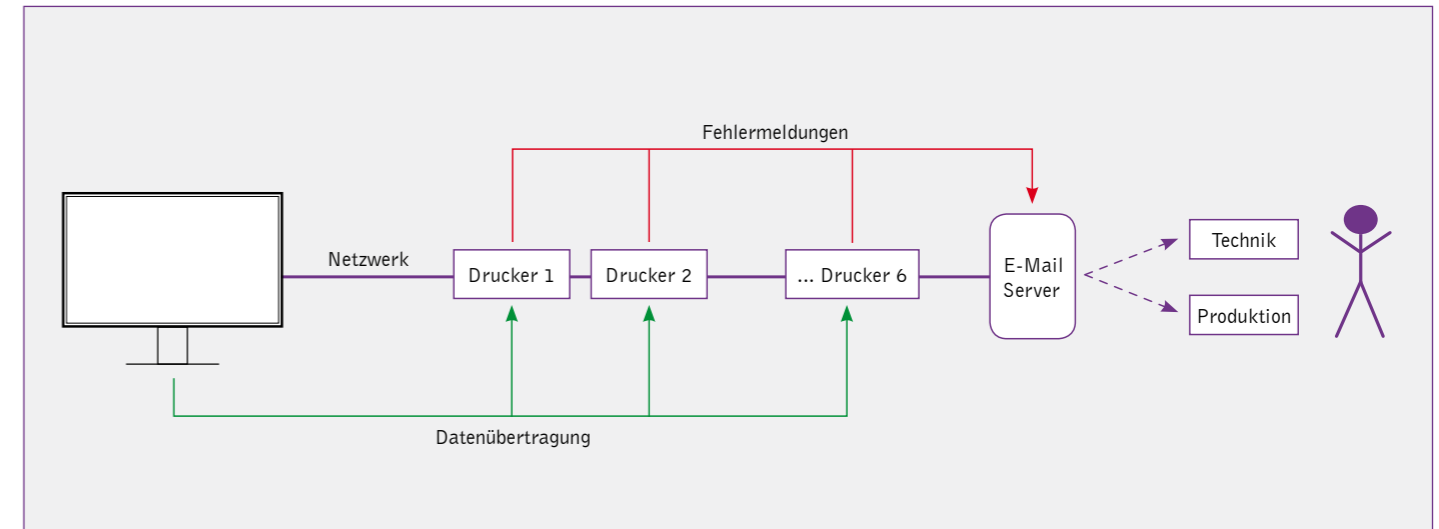 Fehlermeldungen
Netzwerk
Drucker 1
Drucker 2
... Drucker 6
E-Mail
Server
Technik
Produktion
Datenübertragung